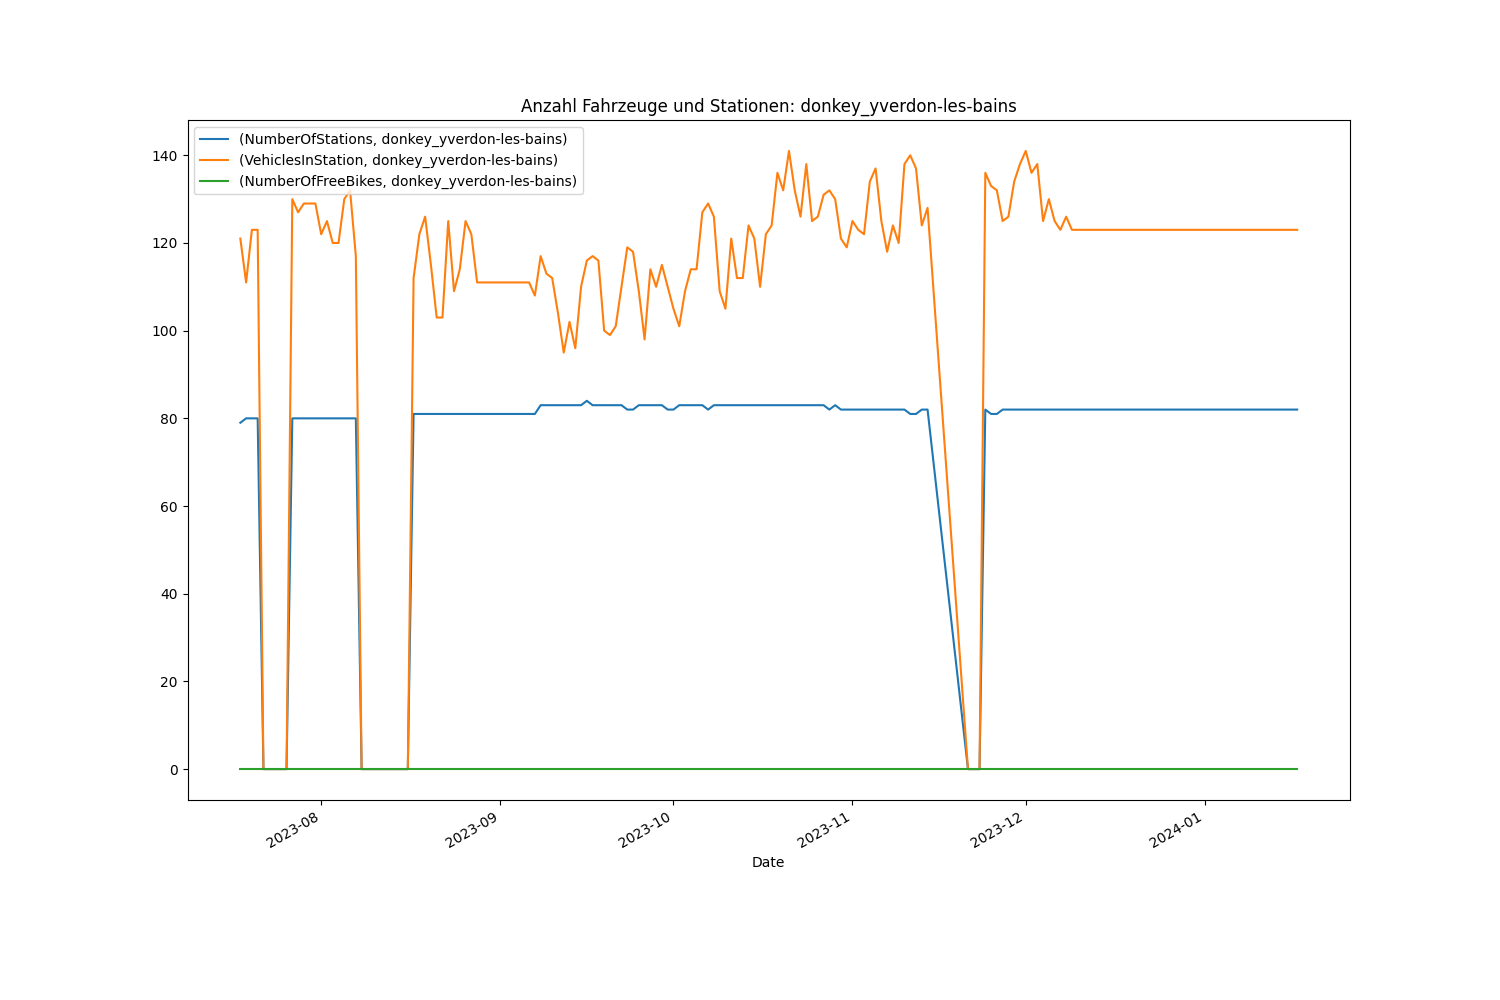 Anzahl Fahrzeuge und Stationen: donkey_yverdon-les-bains
(NumberOfStations, donkey_yverdon-les-bains)
(VehiclesInStation, donkey_yverdon-les-bains)
(NumberOfFreeBikes, donkey_yverdon-les-bains)
140
120
100
80
60
40
20
0
2023-08
2023-09
2023-10
2023-11
2023-12
2024-01
Date